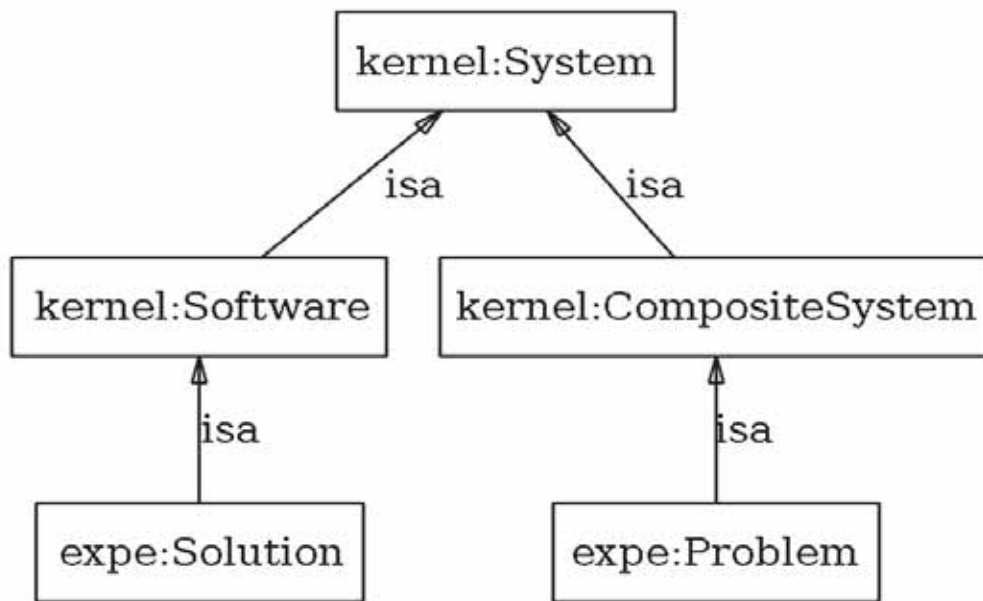 kernel:System
isa
isa
kernel:Software
kernel:CompositeSystem
isa
isa
expe:Solution
expe:Problem